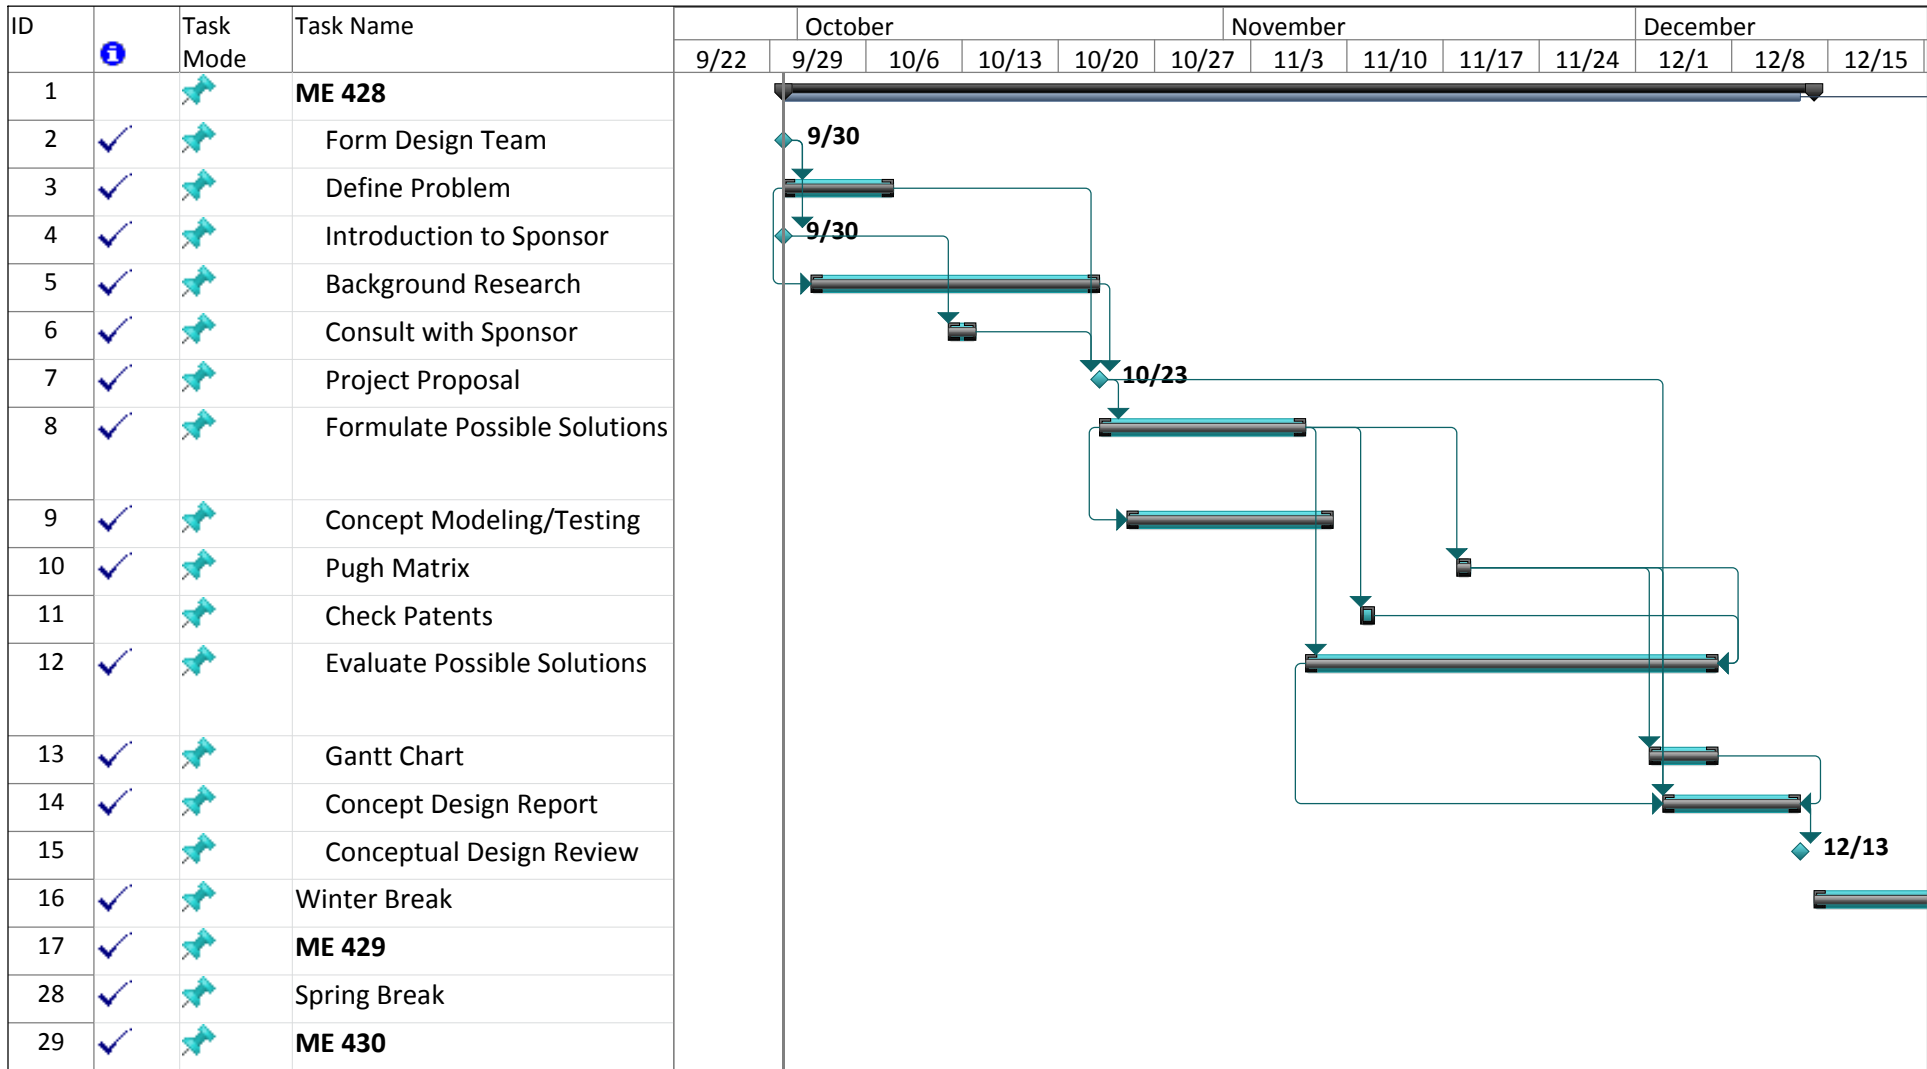 ID
Task Mode
Task Name
October
November
December
9/22
9/29
10/6
10/13
10/20
10/27
11/3
11/10
11/17
11/24
12/1
12/8
12/15
1
ME 428
2
Form Design Team
9/30
3
Define Problem
4
Introduction to Sponsor
9/30
5
Background Research
6
Consult with Sponsor
7
Project Proposal
10/23
8
Formulate Possible Solutions
9
Concept Modeling/Testing
10
Pugh Matrix
11
Check Patents
12
Evaluate Possible Solutions
13
Gantt Chart
14
Concept Design Report
15
Conceptual Design Review
12/13
16
Winter Break
17
ME 429
28
Spring Break
29
ME 430